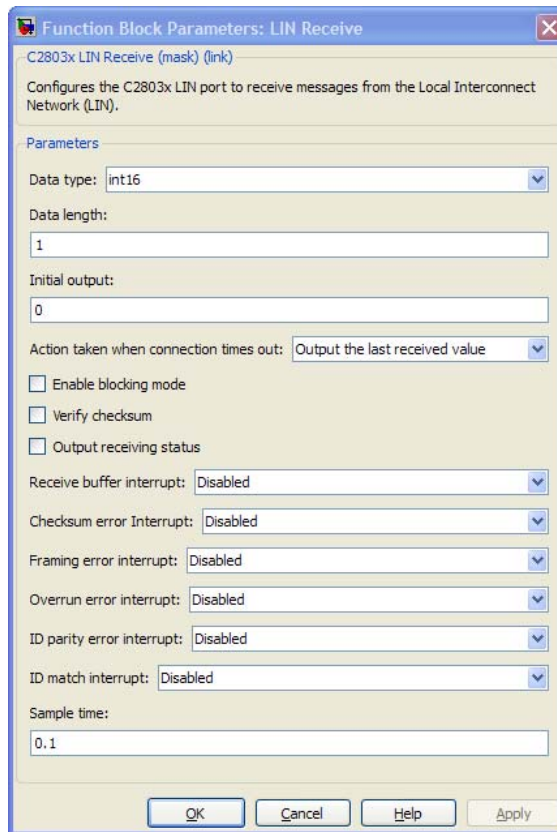 Function Block Parameters: LIN Receive
C2803x LIN Receive (mask) (link)
Configures the C2803x LIN port to receive messages from the Local Interconnect
Network (LIN).
Parameters
Data type: int16
Data length:
1
Initial output:
0
Action taken when connection times out: Output the last received value
Enable blocking mode
Verify checksum
Output receiving status
Receive buffer interrupt: Disabled
Checksum error Interrupt: Disabled
Framing error interrupt: Disabled
Overrun error interrupt: Disabled
ID parity error interrupt: Disabled
ID match interrupt: Disabled
Sample time:
0.1
OK Cancel Help Apply